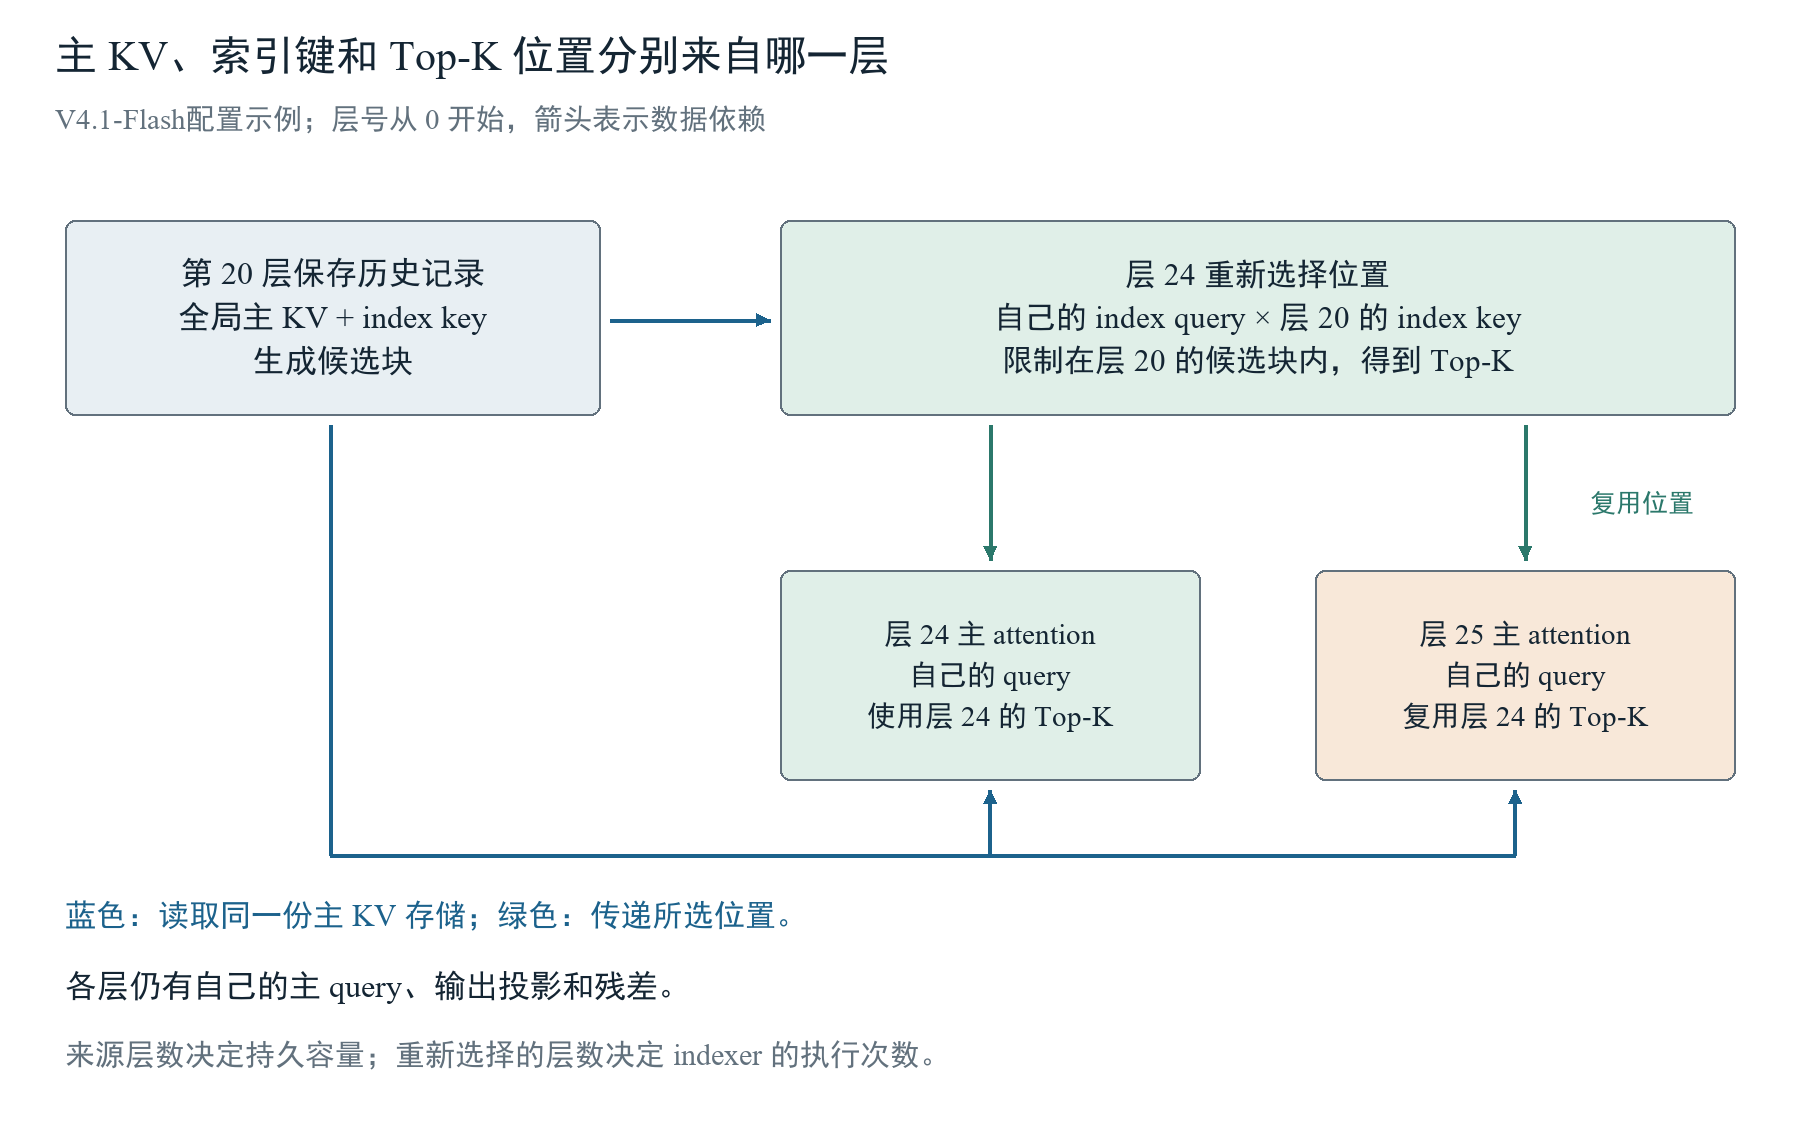 主 KV、索引键和 Top-K 位置分别来自哪一层
V4.1-Flash配置示例；层号从 0 开始，箭头表示数据依赖
第 20 层保存历史记录
全局主 KV + index key
生成候选块
层 24 重新选择位置
自己的 index query × 层 20 的 index key
限制在层 20 的候选块内，得到 Top-K
复用位置
层 24 主 attention
自己的 query
使用层 24 的 Top-K
层 25 主 attention
自己的 query
复用层 24 的 Top-K
蓝色：读取同一份主 KV 存储；绿色：传递所选位置。
各层仍有自己的主 query、输出投影和残差。
来源层数决定持久容量；重新选择的层数决定 indexer 的执行次数。